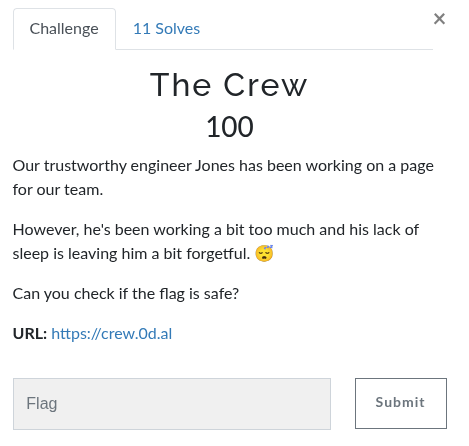 Challenge
11 Solves
×
The Crew
100
Our trustworthy engineer Jones has been working on a page
for our team.
However, he's been working a bit too much and his lack of
sleep is leaving him a bit forgetful. 😴
Can you check if the flag is safe?
URL: https://crew.0d.al
Flag
Submit